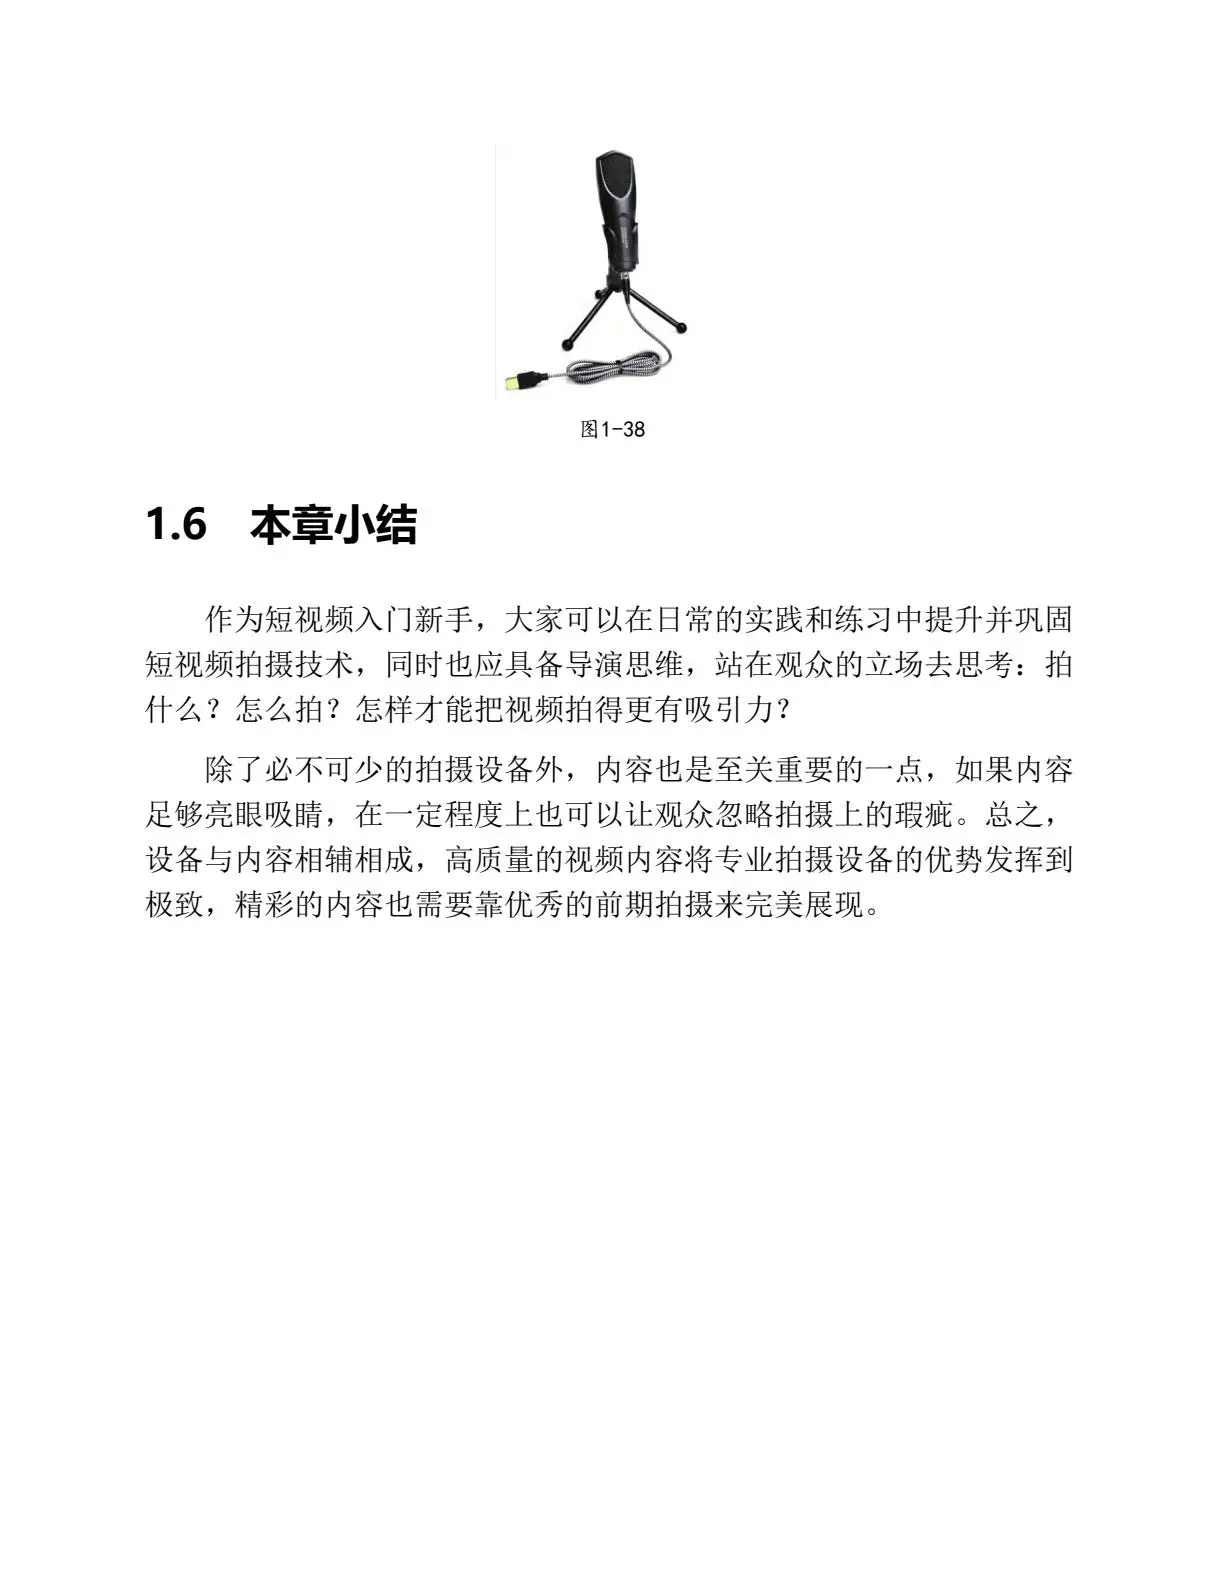 图1-38
1.6 本章小结
作为短视频入门新手，大家可以在日常的实践和练习中提升并巩固
短视频拍摄技术，同时也应具备导演思维，站在观众的立场去思考：拍
什么？怎么拍？怎样才能把视频拍得更有吸引力？
除了必不可少的拍摄设备外，内容也是至关重要的一点，如果内容
足够亮眼吸睛，在一定程度上也可以让观众忽略拍摄上的瑕疵。总之，
设备与内容相辅相成，高质量的视频内容将专业拍摄设备的优势发挥到
极致，精彩的内容也需要靠优秀的前期拍摄来完美展现。